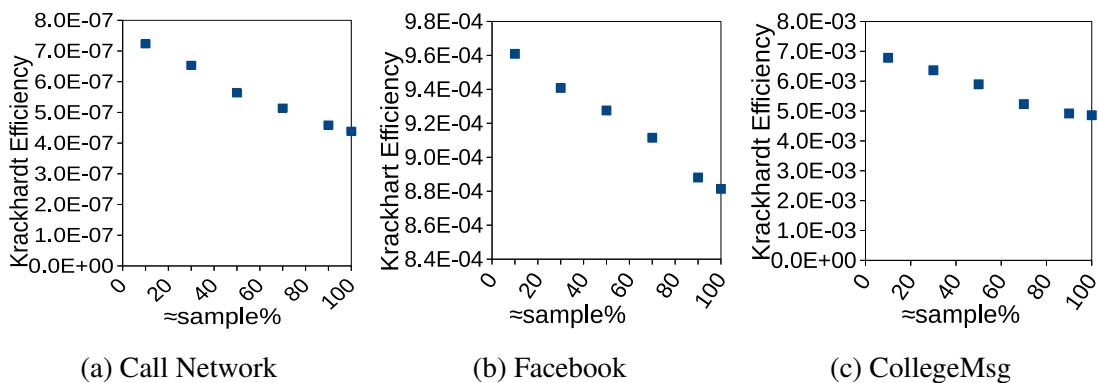 Krackhardt Efficiency
8.0E-07
7.0E-07
6.0E-07
5.0E-07
4.0E-07
3.0E-07
2.0E-07
1.0E-07
0.0E+00
0
20
40
60
80
100
≈sample%
(a) Call Network
Krackhart Efficiency
9.8E-04
9.6E-04
9.4E-04
9.2E-04
9.0E-04
8.8E-04
8.6E-04
8.4E-04
0
20
40
60
80
100
≈sample%
(b) Facebook
Krackhardt Efficiency
8.0E-03
7.0E-03
6.0E-03
5.0E-03
4.0E-03
3.0E-03
2.0E-03
1.0E-03
0.0E+00
0
20
40
60
80
100
≈sample%
(c) CollegeMsg